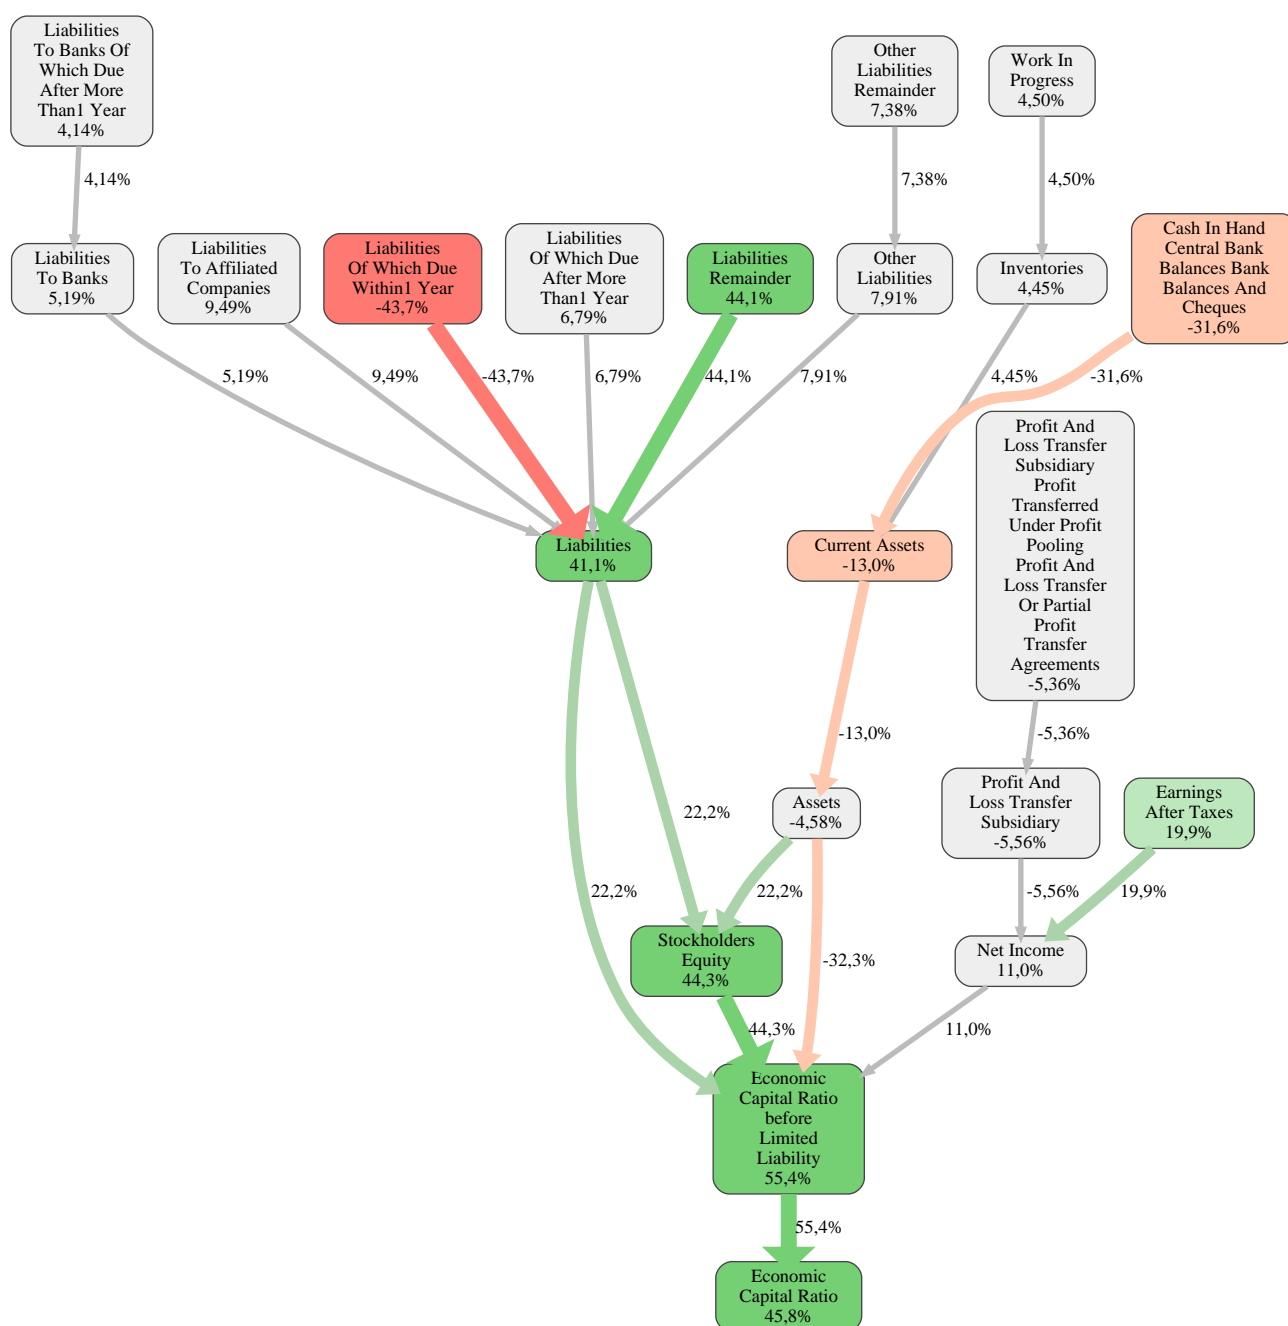 Liabilities
To Banks Of
Which Due
After More
Than1 Year
4,14%
Other
Liabilities
Remainder
7,38%
Work In
Progress
4,50%
4,14%
7,38%
4,50%
Liabilities
To Banks
5,19%
Liabilities
To Affiliated
Companies
9,49%
Liabilities
Of Which Due
Within1 Year
-43,7%
Liabilities
Of Which Due
After More
Than1 Year
6,79%
Liabilities
Remainder
44,1%
Other
Liabilities
7,91%
Inventories
4,45%
Cash In Hand
Central Bank
Balances Bank
Balances And
Cheques
-31,6%
5,19%
9,49%
-43,7%
6,79%
44,1%
7,91%
4,45%
-31,6%
Profit And
Loss Transfer
Subsidiary
Profit
Transferred
Under Profit
Pooling
Profit And
Loss Transfer
Or Partial
Profit
Transfer
Agreements
-5,36%
Liabilities
41,1%
Current Assets
-13,0%
-13,0%
-5,36%
Assets
-4,58%
Profit And
Loss Transfer
Subsidiary
-5,56%
Earnings
After Taxes
19,9%
22,2%
22,2%
22,2%
-5,56%
19,9%
Stockholders
Equity
44,3%
-32,3%
Net Income
11,0%
44,3%
11,0%
Economic
Capital Ratio
before
Limited
Liability
55,4%
55,4%
Economic
Capital Ratio
45,8%